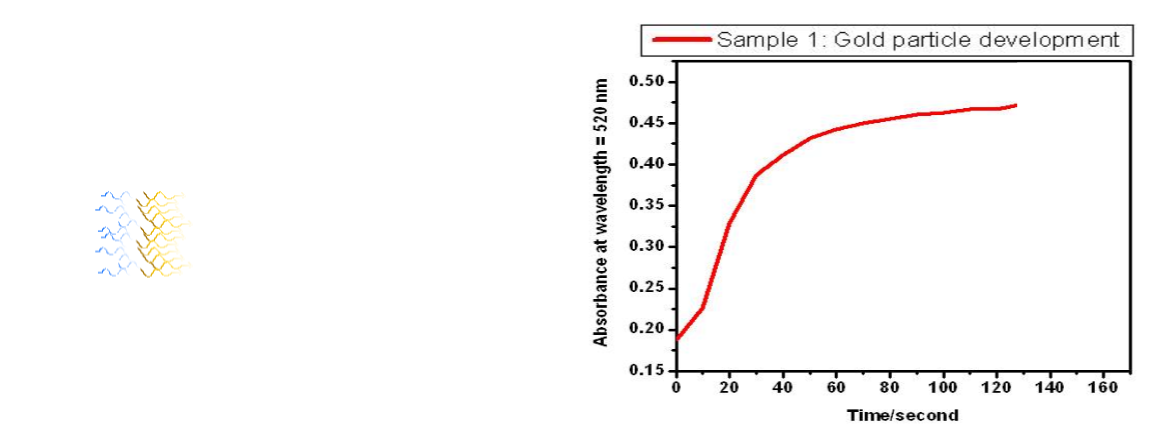 Sample 1: Gold particle development
Absorbance at wavelength = 520 nm
0.50
0.45
0.40
0.35
0.30
0.25
0.20
0.15
0 20 40 60 80 100 120 140 160
Time/second